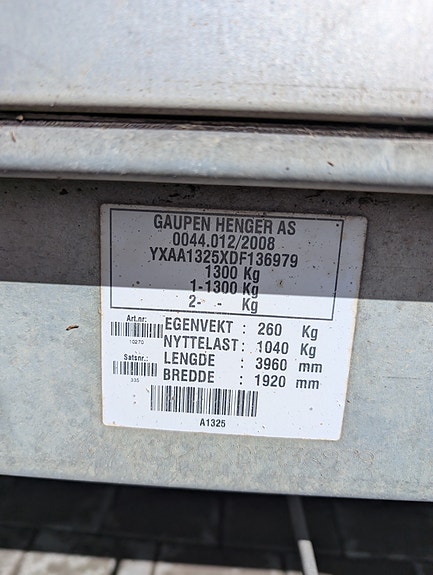 GAUPEN HENGER AS
0044.012/2008
YXAA1325XDF136979
1300 Kg
1-1300 Kg
2- - Kg
Art.nr:
10270
EGENVEKT : 260 Kg
NYTTELAST : 1040 Kg
Satsnr.:
335
LENGDE : 3960 mm
BREDDE : 1920 mm
A1325